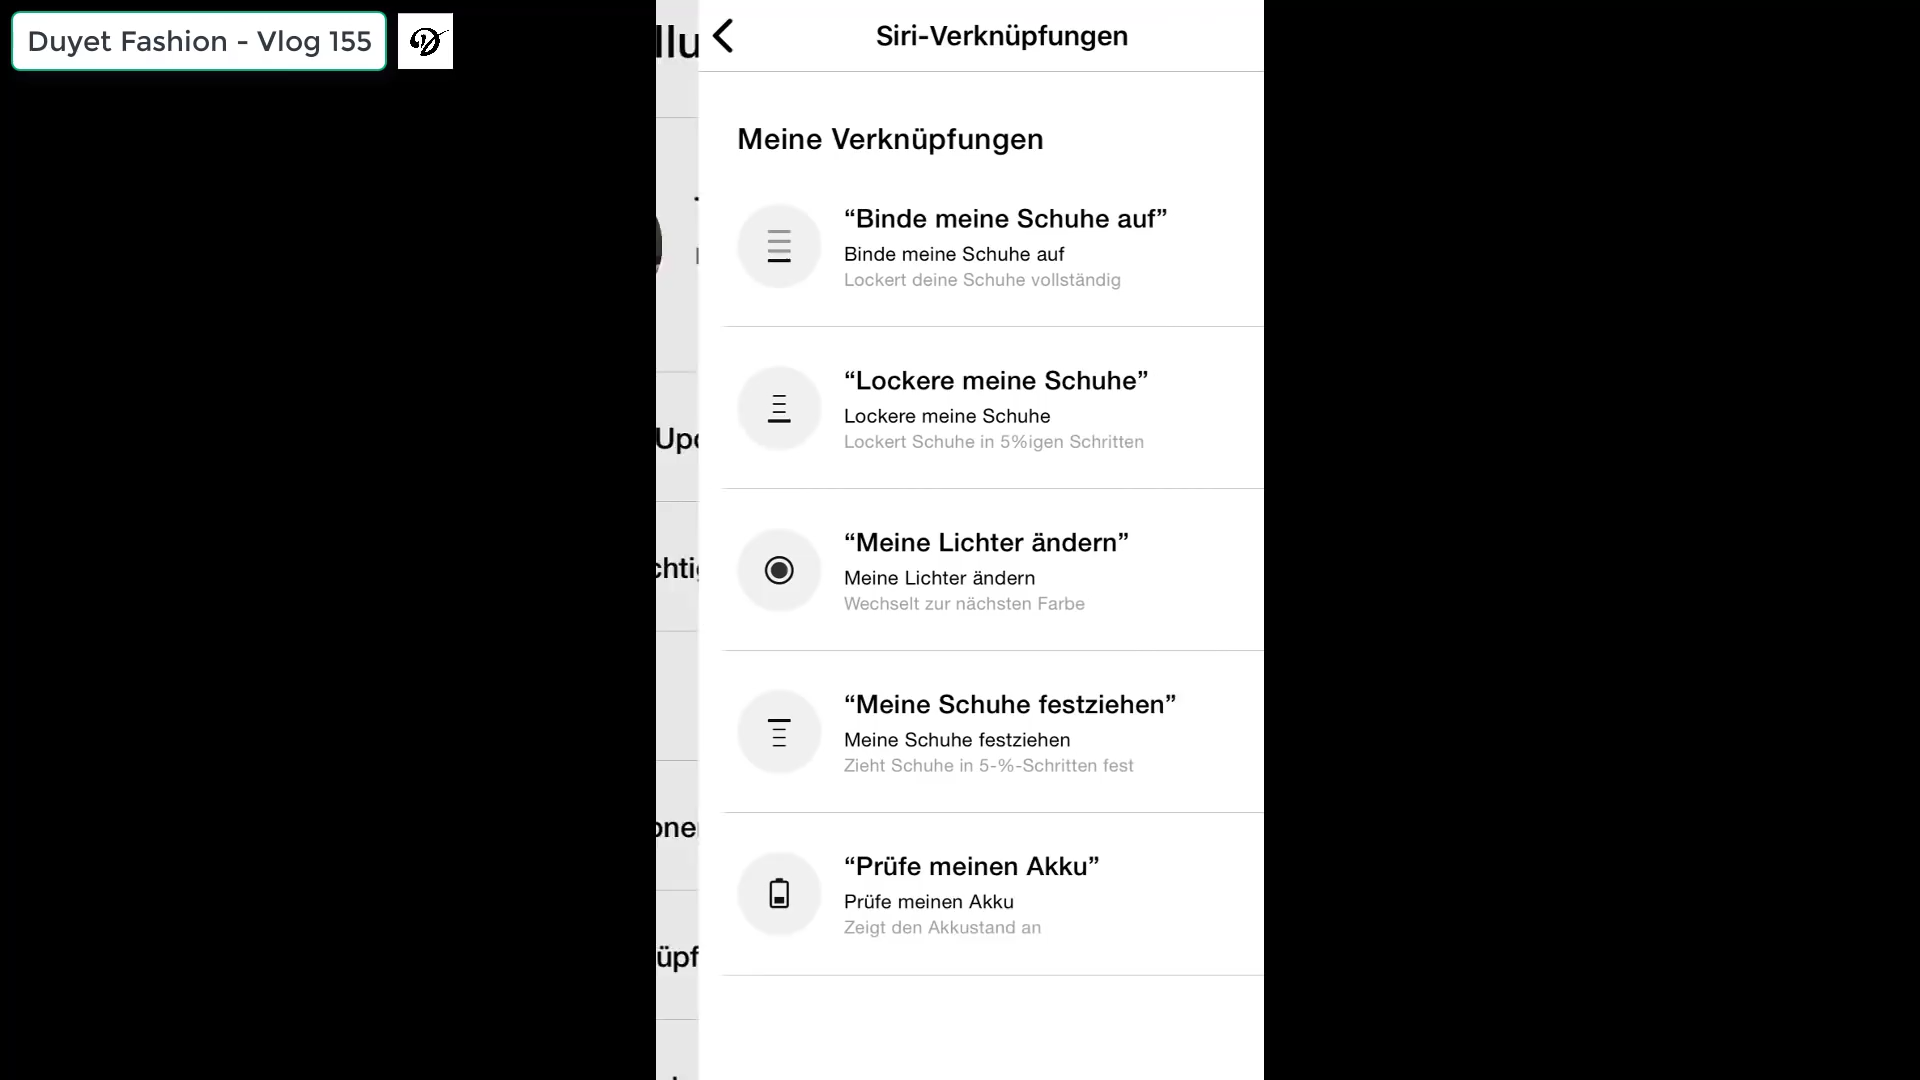 Duyet Fashion - Vlog 155
Siri-Verknüpfungen
Meine Verknüpfungen
“Binde meine Schuhe auf”
Binde meine Schuhe auf
Lockert deine Schuhe vollständig
“Lockere meine Schuhe”
Lockere meine Schuhe
Lockert Schuhe in 5%igen Schritten
“Meine Lichter ändern”
Meine Lichter ändern
Wechselt zur nächsten Farbe
“Meine Schuhe festziehen”
Meine Schuhe festziehen
Zieht Schuhe in 5-%-Schritten fest
“Prüfe meinen Akku”
Prüfe meinen Akku
Zeigt den Akkustand an